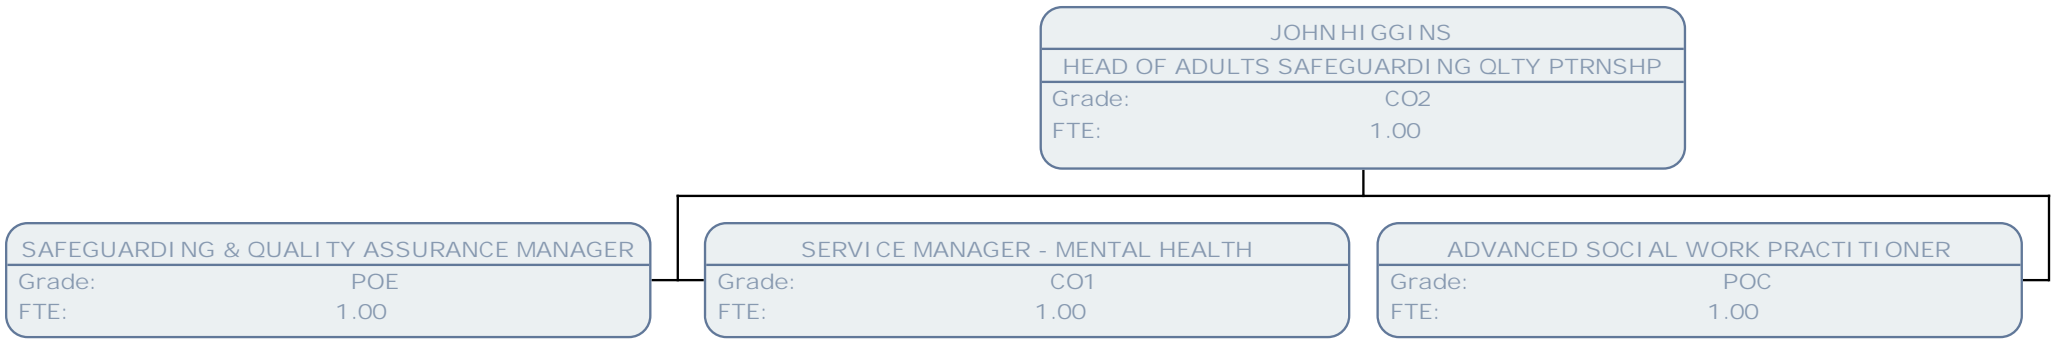 JOHN HIGGINS
HEAD OF ADULTS SAFEGUARDING QLTY PTRNSHP
Grade: CO2
FTE: 1.00
SAFEGUARDING & QUALITY ASSURANCE MANAGER
Grade: POE
FTE: 1.00
SERVICE MANAGER - MENTAL HEALTH
Grade: CO1
FTE: 1.00
ADVANCED SOCIAL WORK PRACTITIONER
Grade: POC
FTE: 1.00